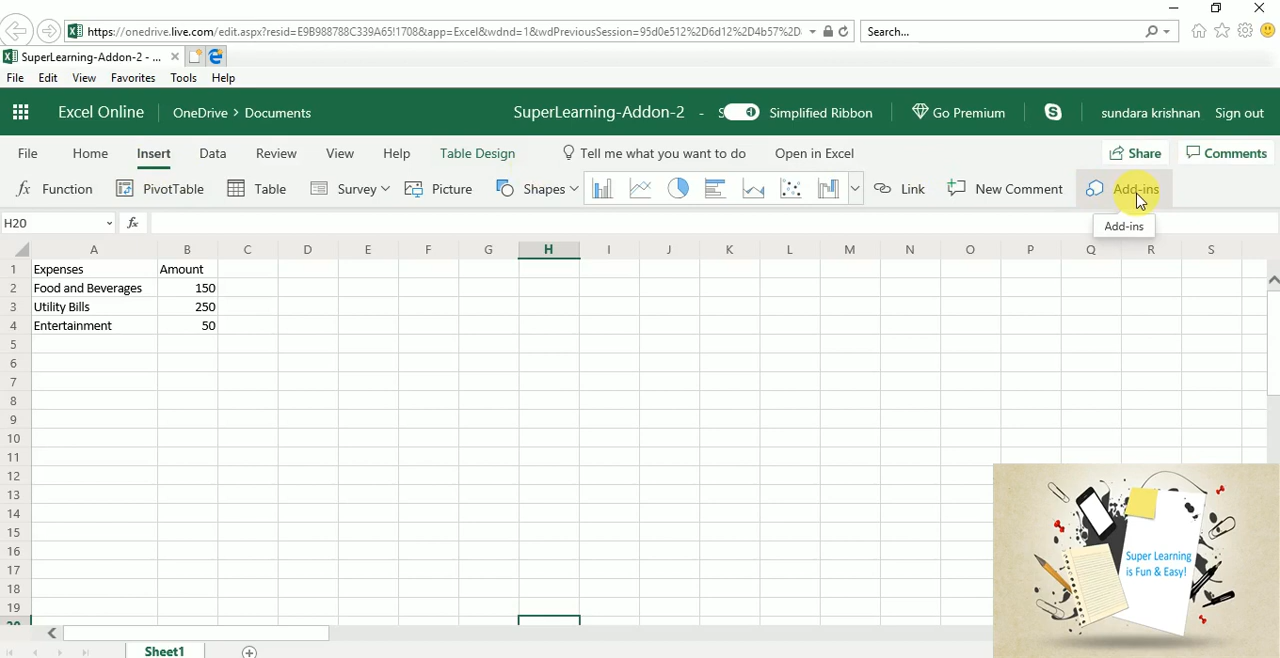 https://onedrive.live.com/edit.aspx?resid=E9B988788C339A65!1708&app=Excel&wdnd=1&wdPreviousSession=95d0e512%2D6d12%2D4b57%2D
Search...
SuperLearning-Addon-2 - ...
File Edit View Favorites Tools Help
Excel Online OneDrive > Documents SuperLearning-Addon-2 - S Simplified Ribbon Go Premium sundara krishnan Sign out
File Home Insert Data Review View Help Table Design Tell me what you want to do Open in Excel Share Comments
fx Function PivotTable Table Survey Picture Shapes Link New Comment Add-ins
H20 fx
Add-ins
A B C D E F G H I J K L M N O P Q R S
1 Expenses Amount
2 Food and Beverages 150
3 Utility Bills 250
4 Entertainment 50
5
6
7
8
9
10
11
12
13
14
15
16
17
18
19
20
Super Learning
is Fun & Easy!
Sheet1